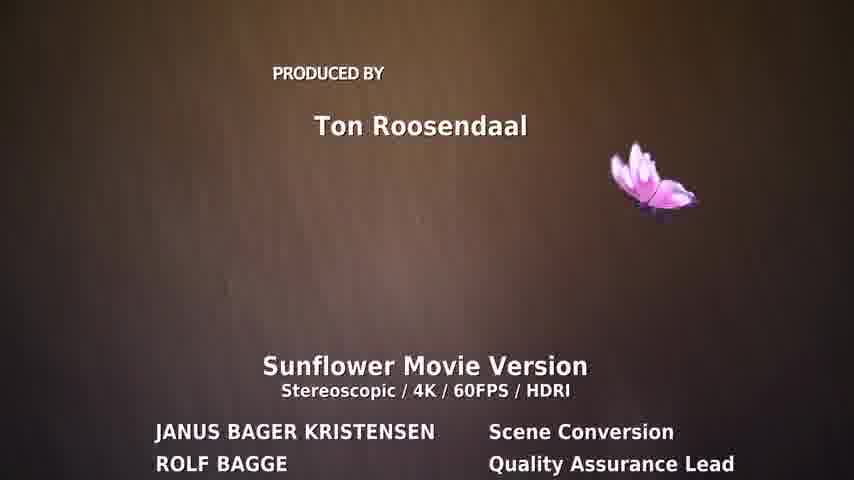 PRODUCED BY
Ton Roosendaal
Sunflower Movie Version
Stereoscopic / 4K / 60FPS / HDRI
JANUS BAGER KRISTENSEN Scene Conversion
ROLF BAGGE Quality Assurance Lead